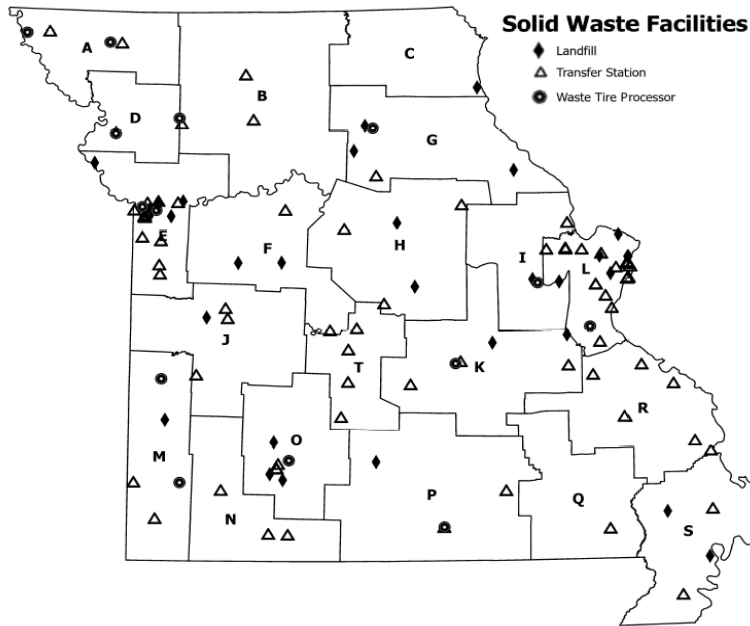 Solid Waste Facilities
Landfill
Transfer Station
Waste Tire Processor
A
B
C
D
G
E
F
H
I
L
J
T
K
R
M
O
N
P
Q
S